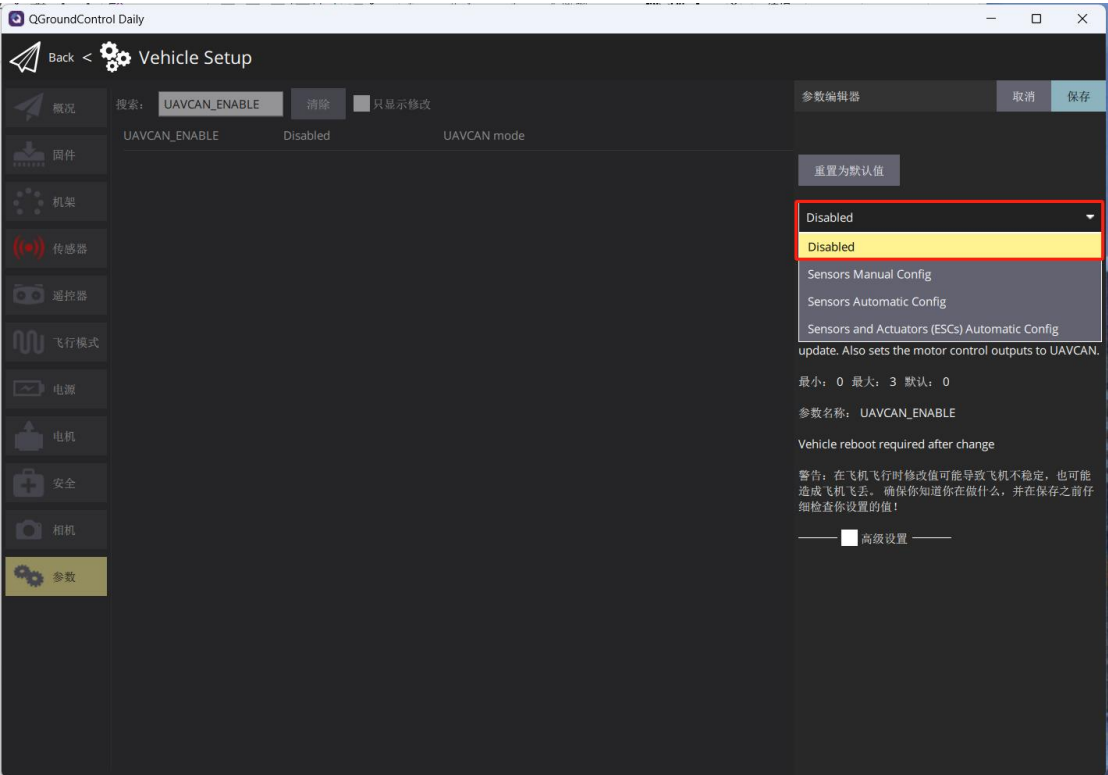 QGroundControl Daily
Back < Vehicle Setup
概况
固件
机架
传感器
遥控器
飞行模式
电源
电机
安全
相机
参数
搜索： UAVCAN_ENABLE 清除 只显示修改
UAVCAN_ENABLE Disabled UAVCAN mode
参数编辑器 取消 保存
重置为默认值
Disabled
Disabled
Sensors Manual Config
Sensors Automatic Config
Sensors and Actuators (ESCs) Automatic Config
update. Also sets the motor control outputs to UAVCAN.
最小： 0 最大： 3 默认： 0
参数名称： UAVCAN_ENABLE
Vehicle reboot required after change
警告：在飞机飞行时修改值可能导致飞机不稳定，也可能
造成飞机飞丢。 确保你知道你在做什么，并在保存之前仔
细检查你设置的值！
高级设置